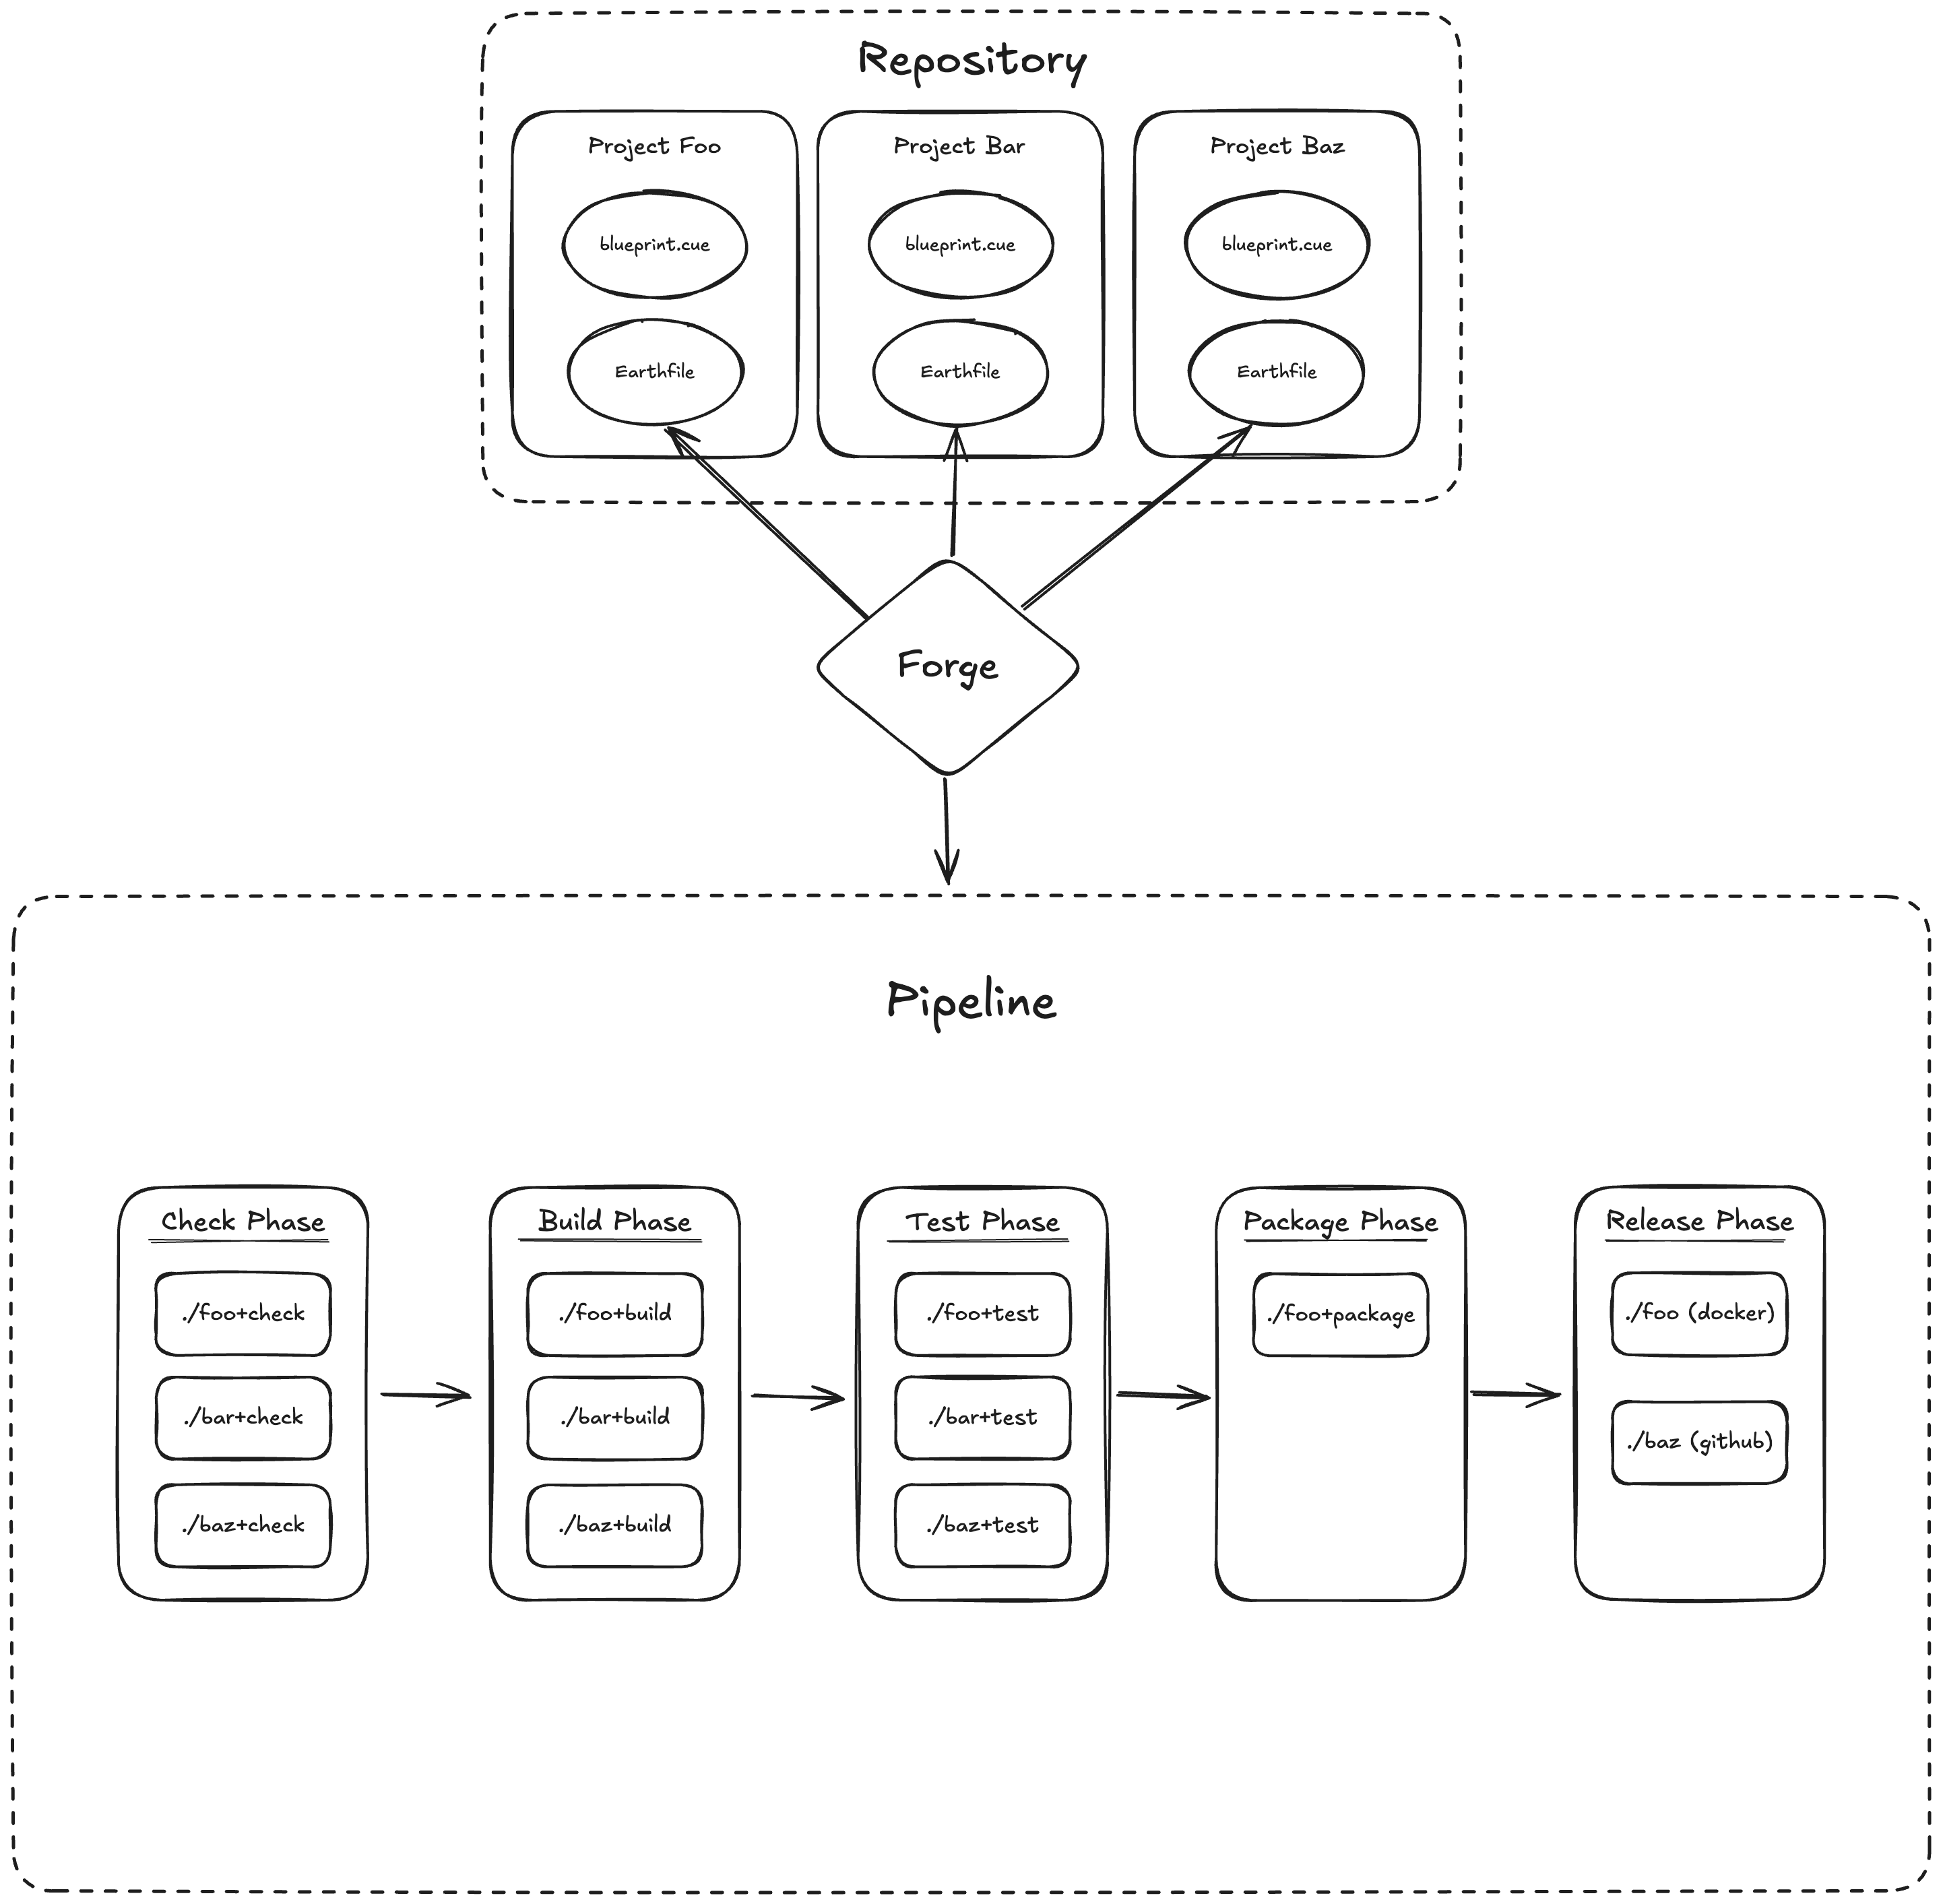 Repository
Project Foo
Project Bar
Project Baz
blueprint.cue
blueprint.cue
blueprint.cue
Earthfile
Earthfile
Earthfile
Forge
Pipeline
Check Phase
./foo+check
./bar+check
./baz+check
Build Phase
./foo+build
./bar+build
./baz+build
Test Phase
./foo+test
./bar+test
./baz+test
Package Phase
./foo+package
Release Phase
./foo (docker)
./baz (github)